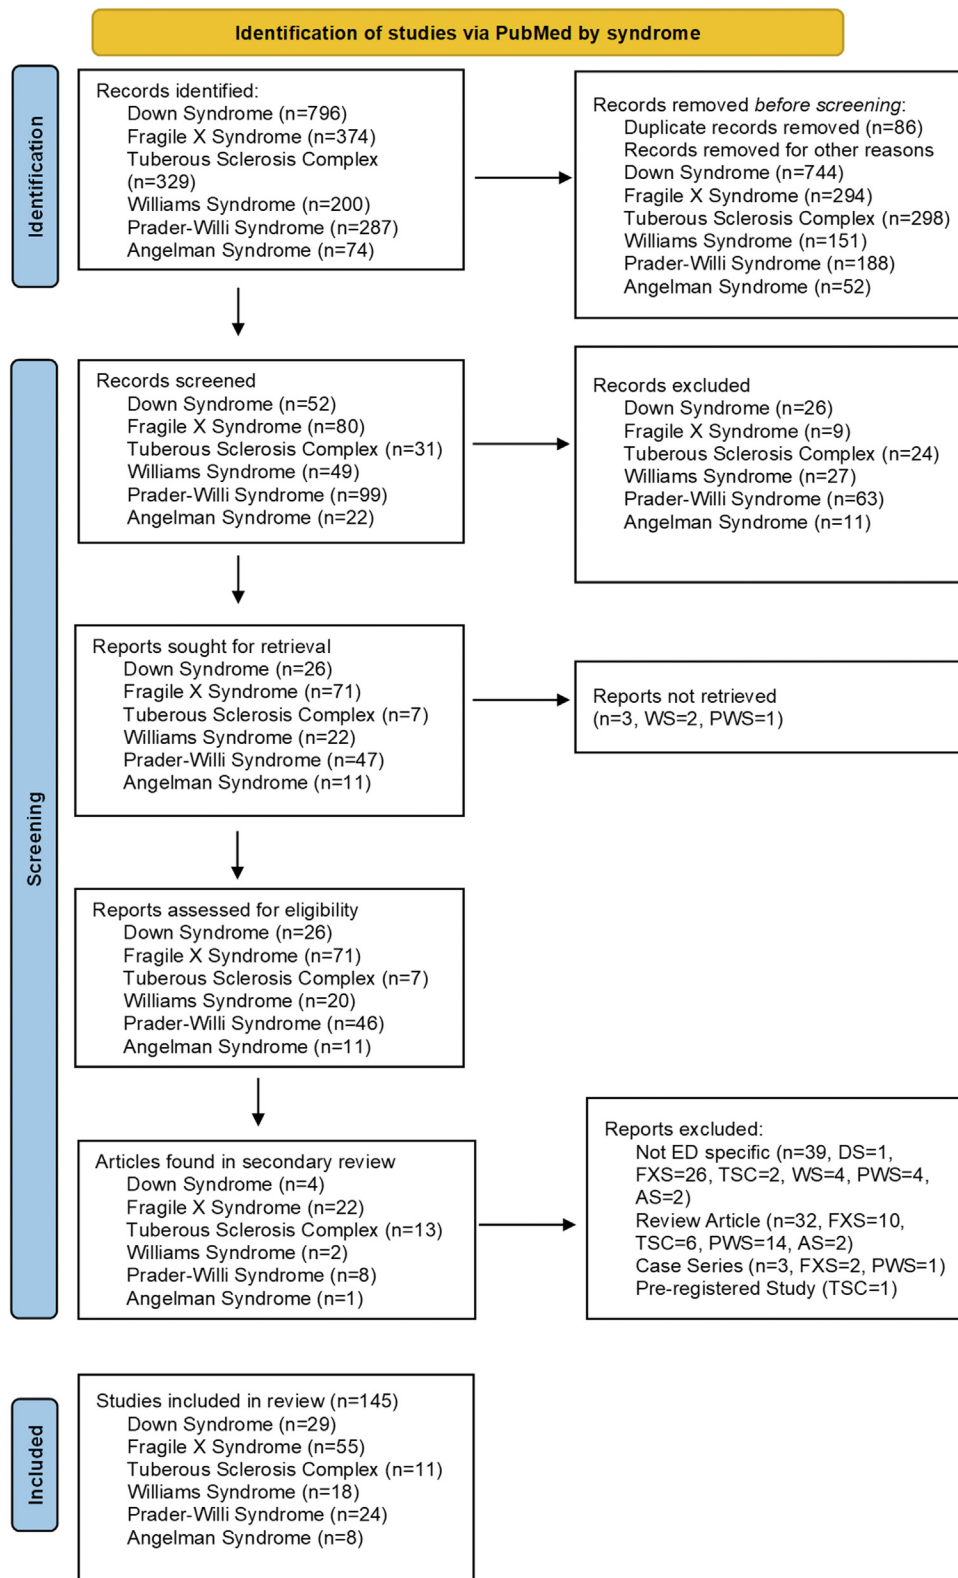 Identification of studies via PubMed by syndrome
Identification
Records identified:
Down Syndrome (n=796)
Fragile X Syndrome (n=374)
Tuberous Sclerosis Complex
(n=329)
Williams Syndrome (n=200)
Prader-Willi Syndrome (n=287)
Angelman Syndrome (n=74)
Records removed before screening:
Duplicate records removed (n=86)
Records removed for other reasons
Down Syndrome (n=744)
Fragile X Syndrome (n=294)
Tuberous Sclerosis Complex (n=298)
Williams Syndrome (n=151)
Prader-Willi Syndrome (n=188)
Angelman Syndrome (n=52)
Screening
Records screened
Down Syndrome (n=52)
Fragile X Syndrome (n=80)
Tuberous Sclerosis Complex (n=31)
Williams Syndrome (n=49)
Prader-Willi Syndrome (n=99)
Angelman Syndrome (n=22)
Records excluded
Down Syndrome (n=26)
Fragile X Syndrome (n=9)
Tuberous Sclerosis Complex (n=24)
Williams Syndrome (n=27)
Prader-Willi Syndrome (n=63)
Angelman Syndrome (n=11)
Reports sought for retrieval
Down Syndrome (n=26)
Fragile X Syndrome (n=71)
Tuberous Sclerosis Complex (n=7)
Williams Syndrome (n=22)
Prader-Willi Syndrome (n=47)
Angelman Syndrome (n=11)
Reports not retrieved
(n=3, WS=2, PWS=1)
Reports assessed for eligibility
Down Syndrome (n=26)
Fragile X Syndrome (n=71)
Tuberous Sclerosis Complex (n=7)
Williams Syndrome (n=20)
Prader-Willi Syndrome (n=46)
Angelman Syndrome (n=11)
Articles found in secondary review
Down Syndrome (n=4)
Fragile X Syndrome (n=22)
Tuberous Sclerosis Complex (n=13)
Williams Syndrome (n=2)
Prader-Willi Syndrome (n=8)
Angelman Syndrome (n=1)
Reports excluded:
Not ED specific (n=39, DS=1,
FXS=26, TSC=2, WS=4, PWS=4,
AS=2)
Review Article (n=32, FXS=10,
TSC=6, PWS=14, AS=2)
Case Series (n=3, FXS=2, PWS=1)
Pre-registered Study (TSC=1)
Included
Studies included in review (n=145)
Down Syndrome (n=29)
Fragile X Syndrome (n=55)
Tuberous Sclerosis Complex (n=11)
Williams Syndrome (n=18)
Prader-Willi Syndrome (n=24)
Angelman Syndrome (n=8)